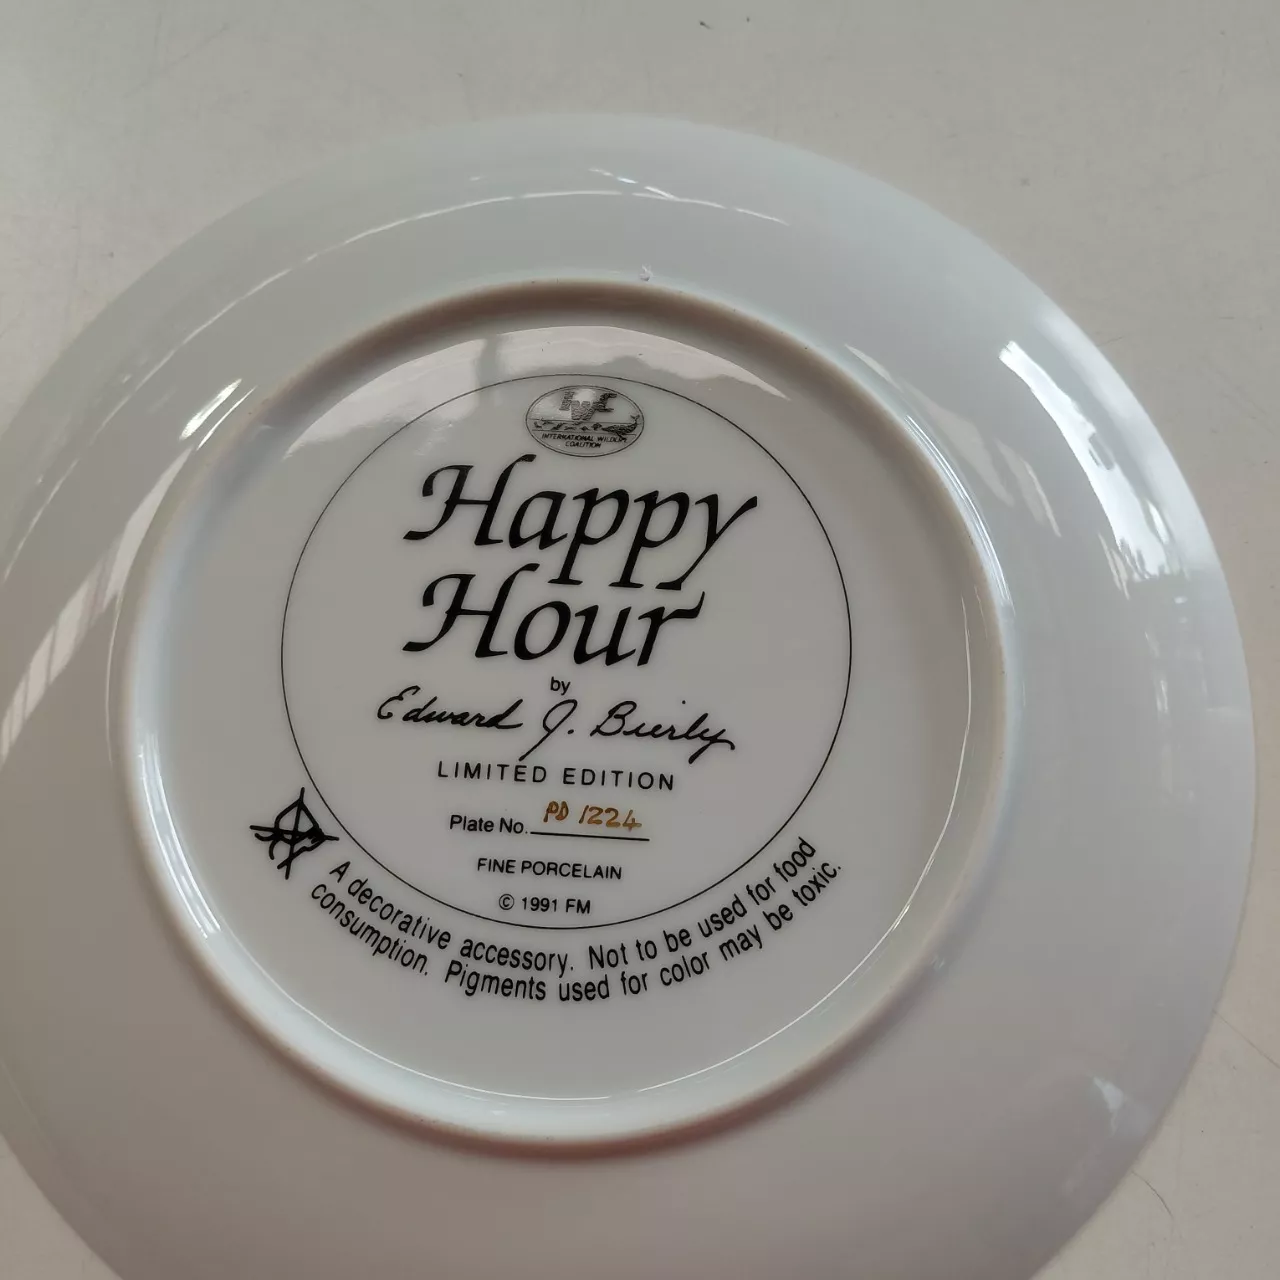 IWC
INTERNATIONAL WILDLIFE
COALITION
Happy
Hour
by
Edward J. Bierly
LIMITED EDITION
Plate No. PD 1224
FINE PORCELAIN
© 1991 FM
A decorative accessory. Not to be used for food
consumption. Pigments used for color may be toxic.